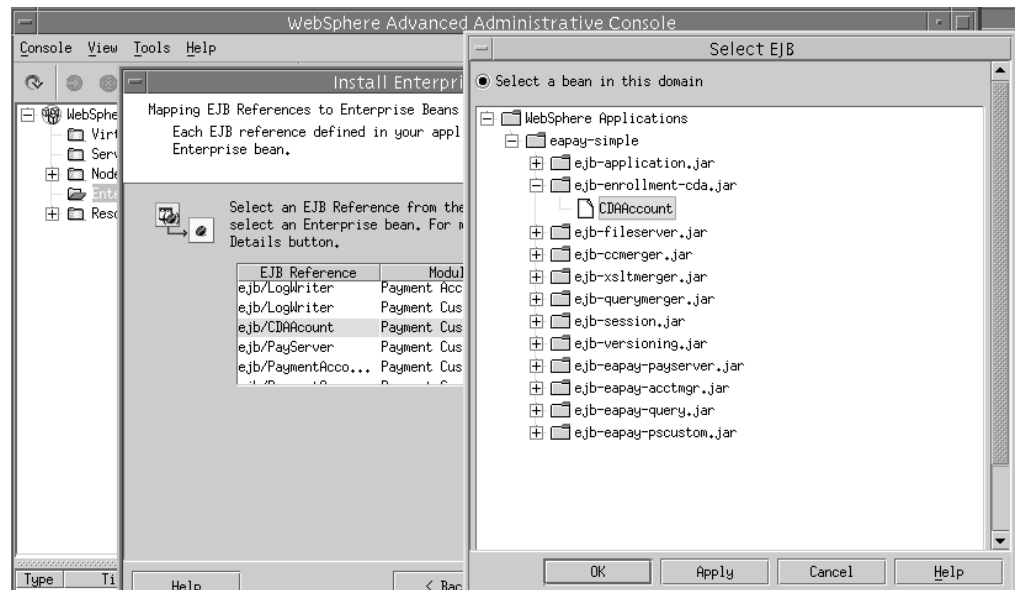 WebSphere Advanced Administrative Console
Console View Tools Help
WebSphe
Virt
Serv
Node
Ente
Reso
Type Ti
Install Enterpri
Mapping EJB References to Enterprise Beans
Each EJB reference defined in your appl
Enterprise bean.
Select an EJB Reference from the
select an Enterprise bean. For m
Details button.
EJB Reference Modul
ejb/LogWriter Payment Acc
ejb/LogWriter Payment Cus
ejb/CDAAcount Payment Cus
ejb/PayServer Payment Cus
ejb/PaymentAcco... Payment Cus
Help < Bac
Select EJB
Select a bean in this domain
WebSphere Applications
eapay-simple
ejb-application.jar
ejb-enrollment-cda.jar
CDAAccount
ejb-fileserver.jar
ejb-ccmerger.jar
ejb-xsltmerger.jar
ejb-querymerger.jar
ejb-session.jar
ejb-versioning.jar
ejb-eapay-payserver.jar
ejb-eapay-acctmgr.jar
ejb-eapay-query.jar
ejb-eapay-pscustom.jar
OK Apply Cancel Help